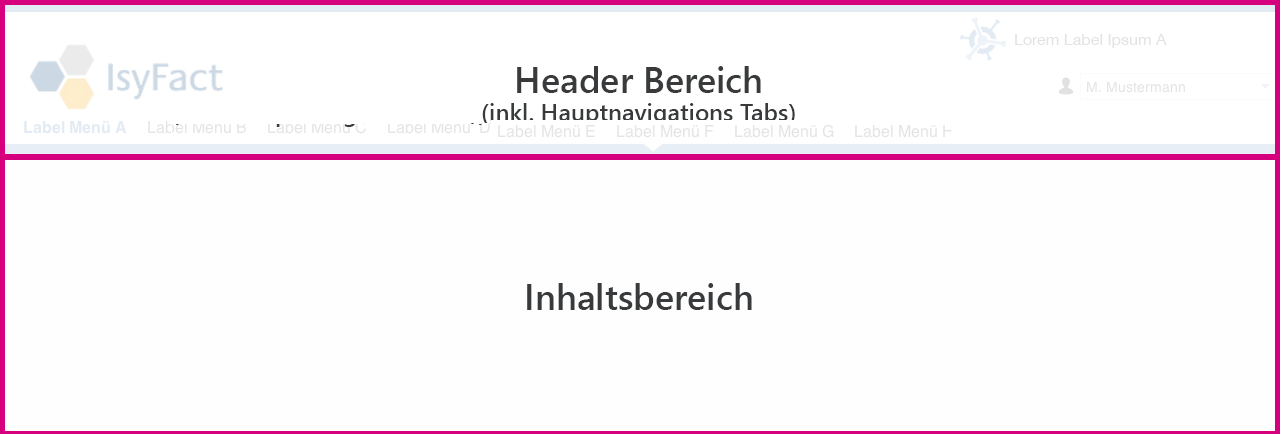 Lorem Label Ipsum A
IsyFact
Header Bereich
M. Mustermann
(inkl. Hauptnavigations Tabs)
Label Menü A Label Menü B Label Menü C Label Menü D Label Menü E Label Menü F Label Menü G Label Menü H
Inhaltsbereich